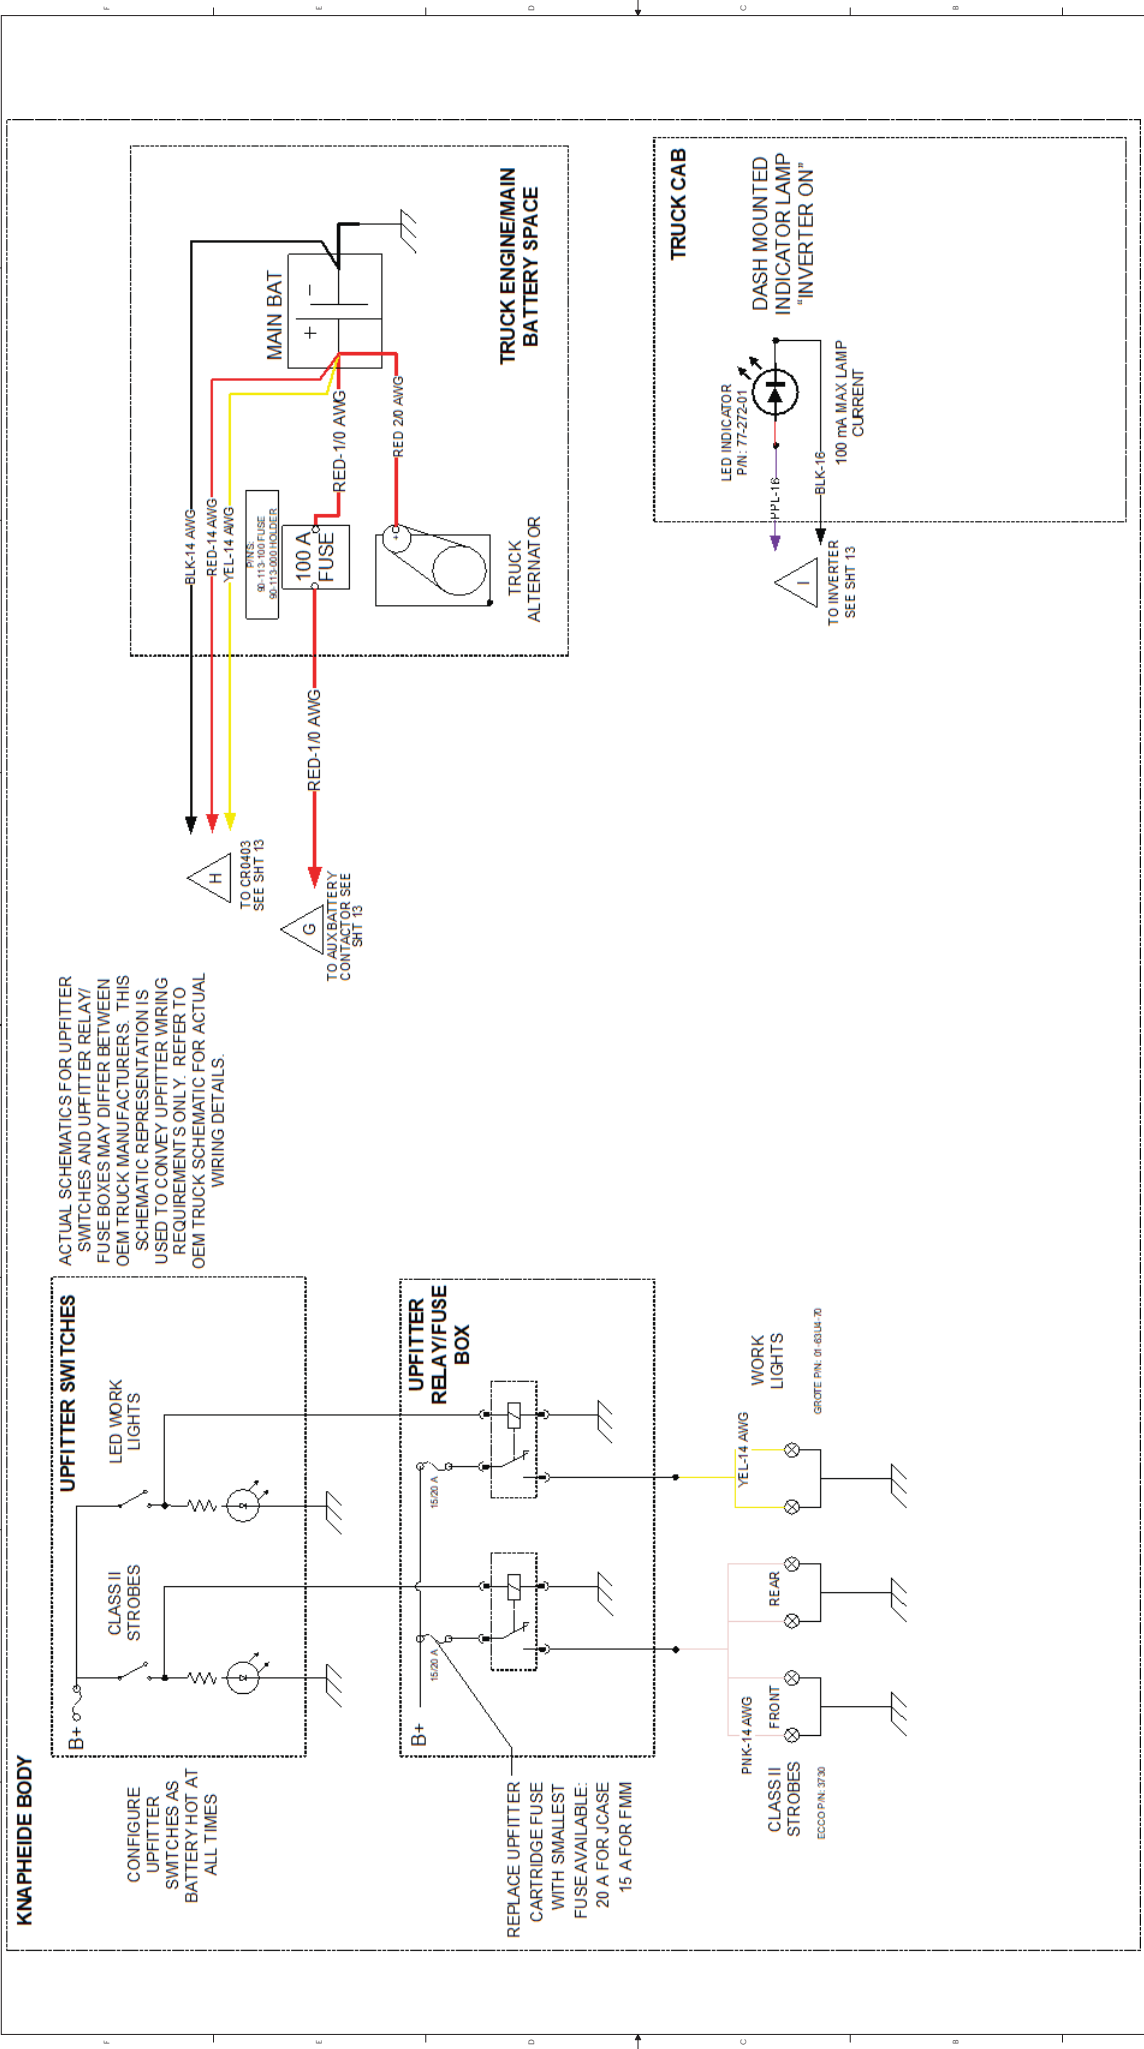 KNAPHEIDE BODY
CONFIGURE
UPFITTER
SWITCHES AS
BATTERY HOT AT
ALL TIMES
UPFITTER SWITCHES
B+
CLASS II
STROBES
LED WORK
LIGHTS
ACTUAL SCHEMATICS FOR UPFITTER
SWITCHES AND UPFITTER RELAY/
FUSE BOXES MAY DIFFER BETWEEN
OEM TRUCK MANUFACTURERS. THIS
SCHEMATIC REPRESENTATION IS
USED TO CONVEY UPFITTER WIRING
REQUIREMENTS ONLY. REFER TO
OEM TRUCK SCHEMATIC FOR ACTUAL
WIRING DETAILS.
UPFITTER
RELAY/FUSE
BOX
B+
15/20 A
15/20 A
REPLACE UPFITTER
CARTRIDGE FUSE
WITH SMALLEST
FUSE AVAILABLE:
20 A FOR JCASE
15 A FOR FMM
PNK-14 AWG
FRONT
REAR
CLASS II
STROBES
ECCO P/N: 3730
YEL-14 AWG
WORK
LIGHTS
GROTE P/N: 01-63U4-70
H
TO CR0403
SEE SHT 13
G
TO AUX BATTERY
CONTACTOR SEE
SHT 13
BLK-14 AWG
RED-14 AWG
YEL-14 AWG
RED-1/0 AWG
P/N'S:
90-113-100 FUSE
90-113-000 HOLDER
100 A
FUSE
RED-1/0 AWG
RED 2/0 AWG
MAIN BAT
+
-
+
TRUCK
ALTERNATOR
TRUCK ENGINE/MAIN
BATTERY SPACE
TRUCK CAB
DASH MOUNTED
INDICATOR LAMP
"INVERTER ON"
LED INDICATOR
P/N: 77-272-01
PPL-16
BLK-16
100 mA MAX LAMP
CURRENT
I
TO INVERTER
SEE SHT 13
F
E
D
C
B
F
E
D
C
B